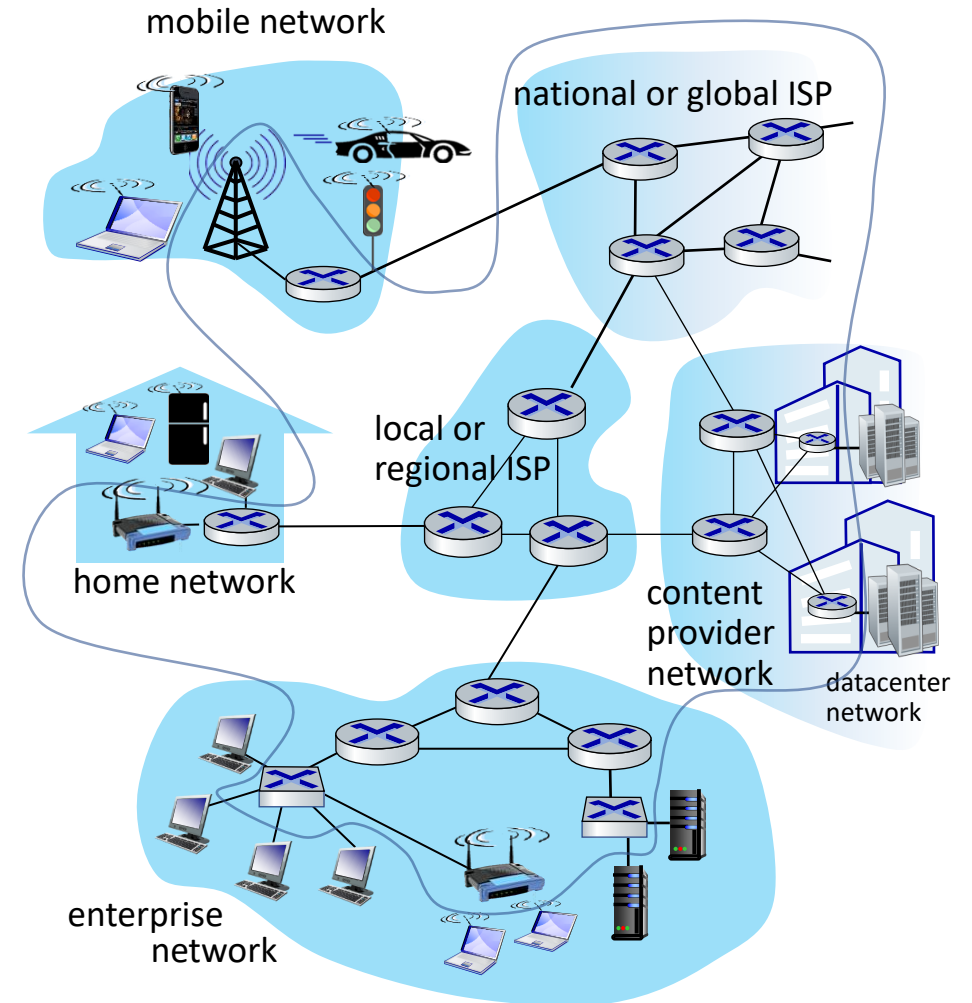 mobile network
national or global ISP
local or
regional ISP
home network
content
provider
network
datacenter
network
enterprise
network